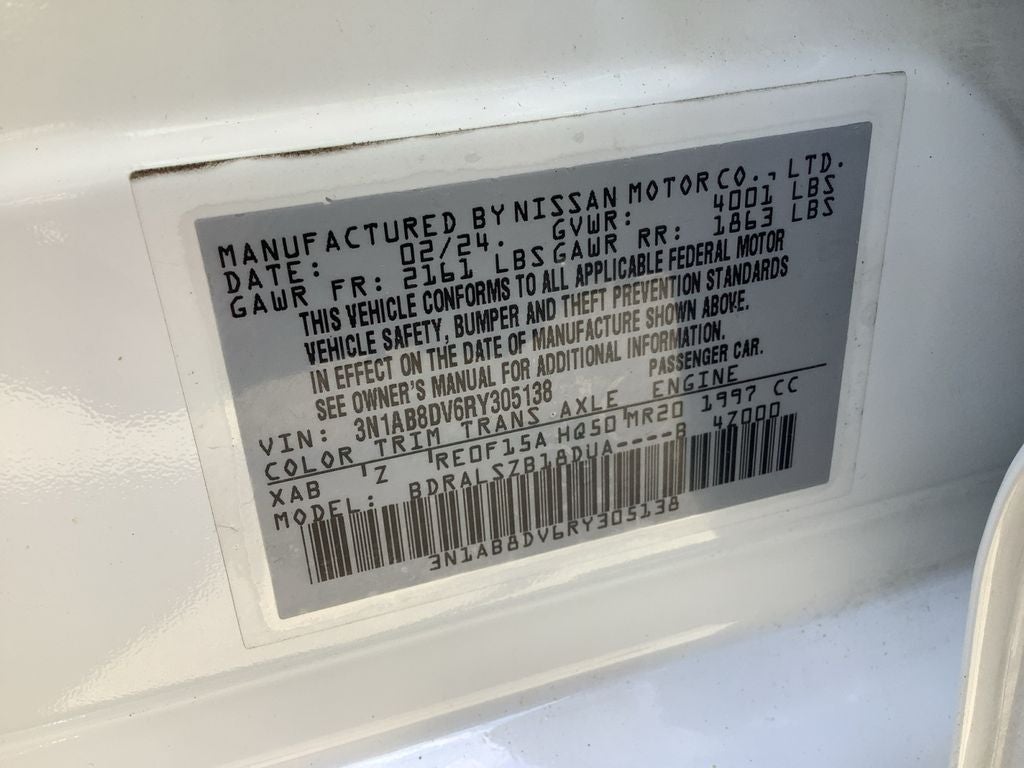 MANUFACTURED BY NISSAN MOTOR CO., LTD.
DATE: 02/24. GVWR: 4001 LBS
GAWR FR: 2161 LBS GAWR RR: 1863 LBS
THIS VEHICLE CONFORMS TO ALL APPLICABLE FEDERAL MOTOR
VEHICLE SAFETY, BUMPER AND THEFT PREVENTION STANDARDS
IN EFFECT ON THE DATE OF MANUFACTURE SHOWN ABOVE.
SEE OWNER'S MANUAL FOR ADDITIONAL INFORMATION.
VIN: 3N1AB8DV6RY305138 PASSENGER CAR.
COLOR TRIM TRANS AXLE ENGINE
XAB Z RE0F15A HQ50 MR20 1997 CC
MODEL: BDRALSZB18DUA----B 47000
3N1AB8DV6RY305138